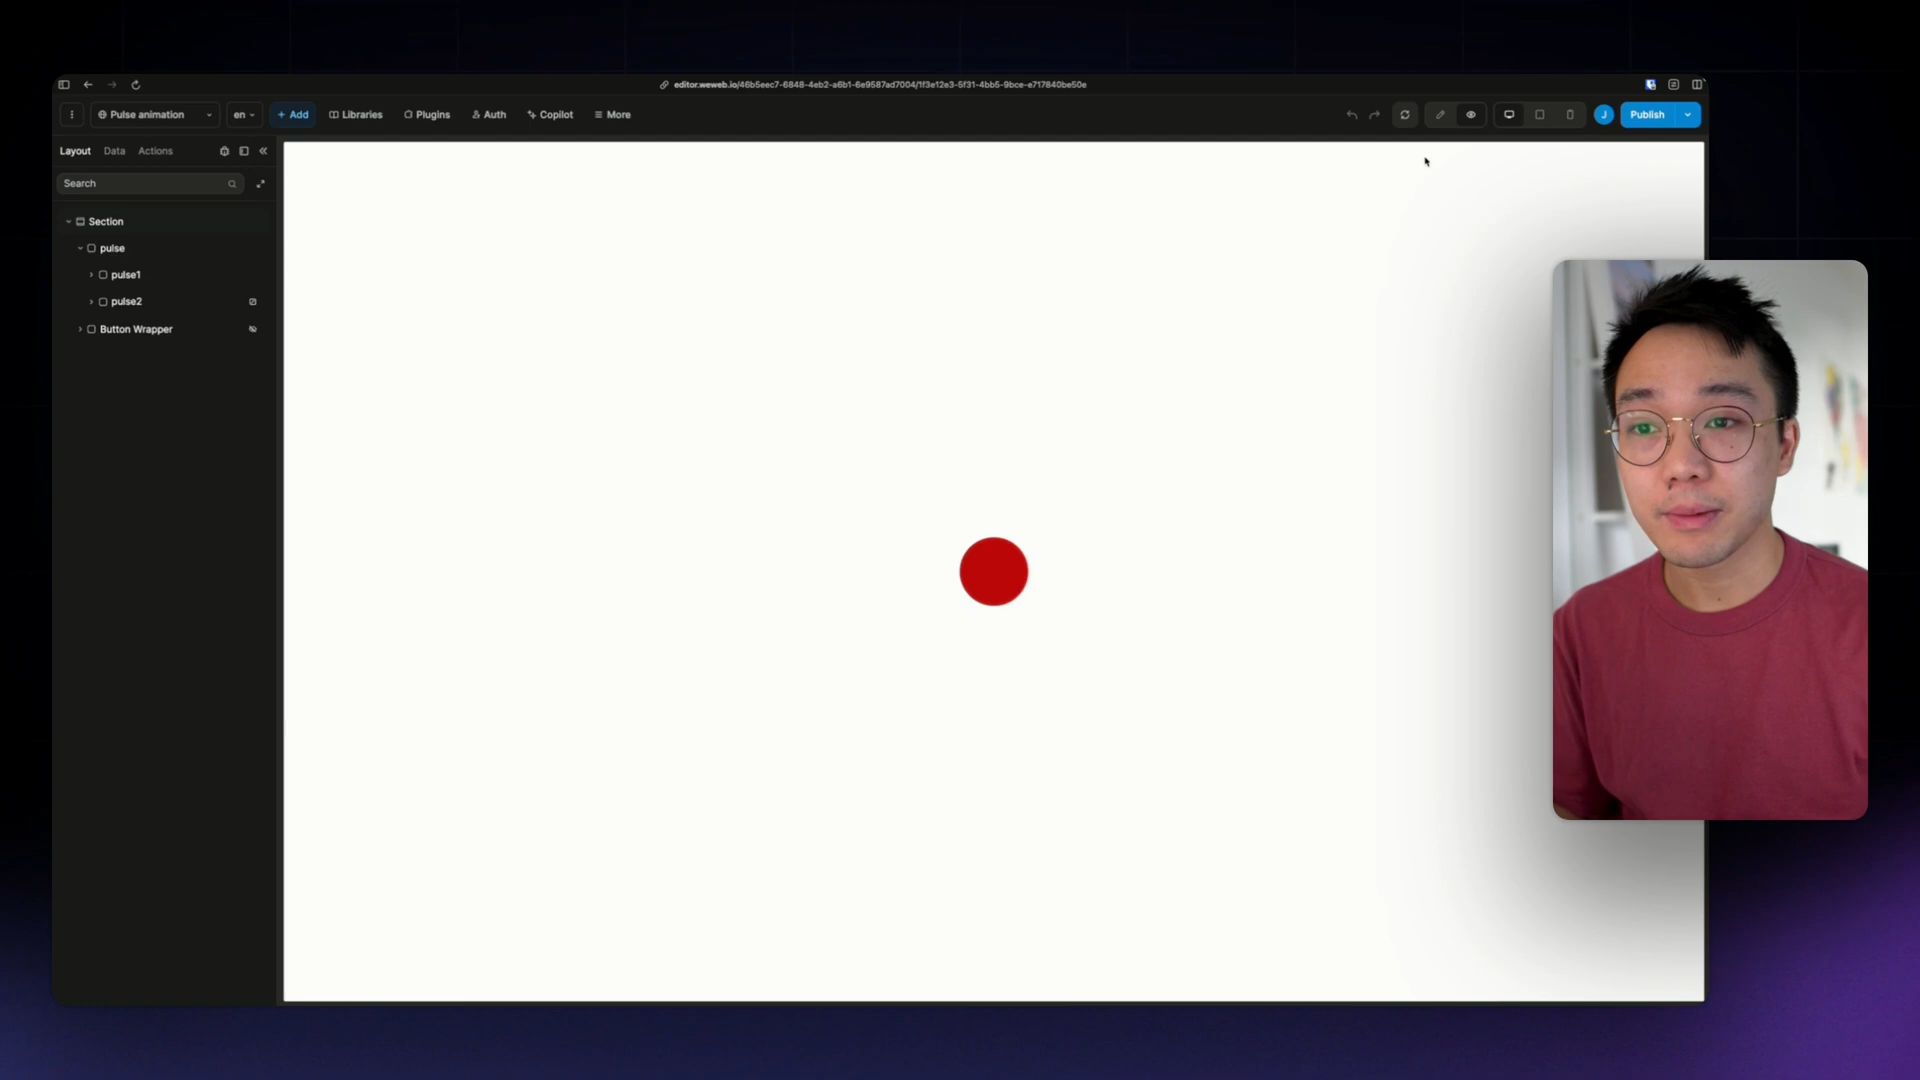 editor.weweb.io/46b5eec7-6848-4eb2-a6b1-6e9587ad7004/1f3e12e3-5f31-4bb5-9bce-e717840be50e
Pulse animation
en
+ Add
Libraries
Plugins
Auth
Copilot
More
J
Publish
Layout Data Actions
Search
Section
pulse
pulse1
pulse2
Button Wrapper